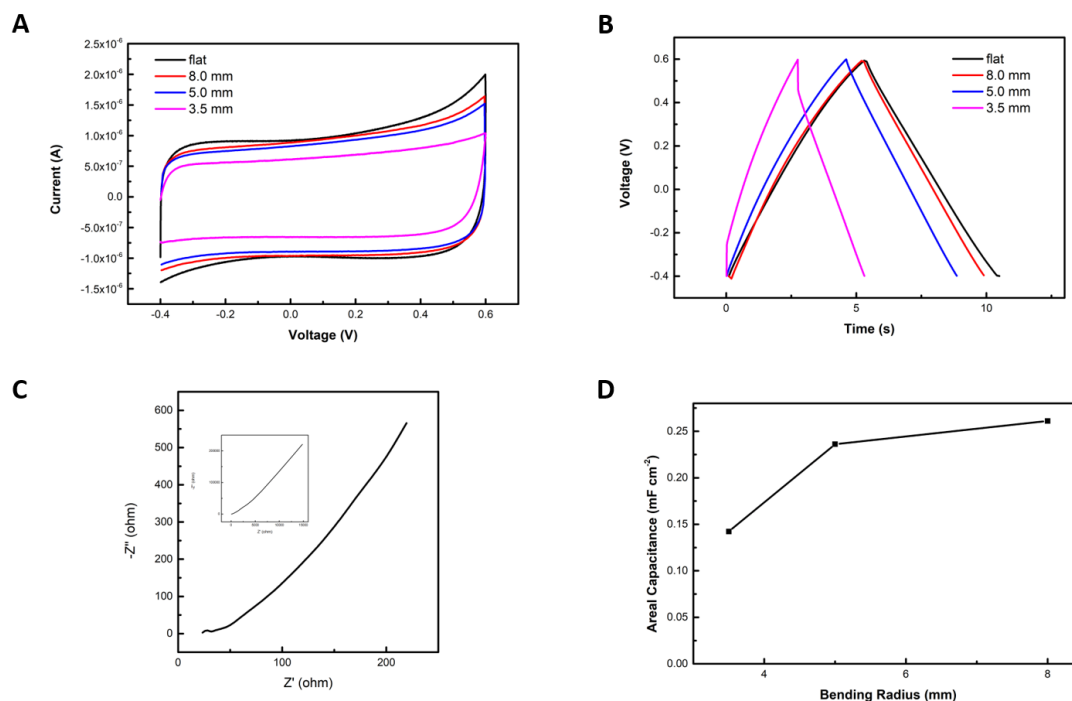 A
2.5x10⁻⁶
2.0x10⁻⁶
1.5x10⁻⁶
1.0x10⁻⁶
5.0x10⁻⁷
0.0
-5.0x10⁻⁷
-1.0x10⁻⁶
-1.5x10⁻⁶
Current (A)
flat
8.0 mm
5.0 mm
3.5 mm
-0.4 -0.2 0.0 0.2 0.4 0.6
Voltage (V)
B
0.6
0.4
0.0
-0.4
Voltage (V)
flat
8.0 mm
5.0 mm
3.5 mm
0 5 10
Time (s)
C
600
500
400
300
200
100
0
-Z'' (ohm)
-Z'' (ohm)
0
0 5000 10000 15000
Z' (ohm)
0 100 200
Z' (ohm)
D
0.25
0.20
0.15
0.10
0.05
0.00
Areal Capacitance (mF cm⁻²)
4 6 8
Bending Radius (mm)